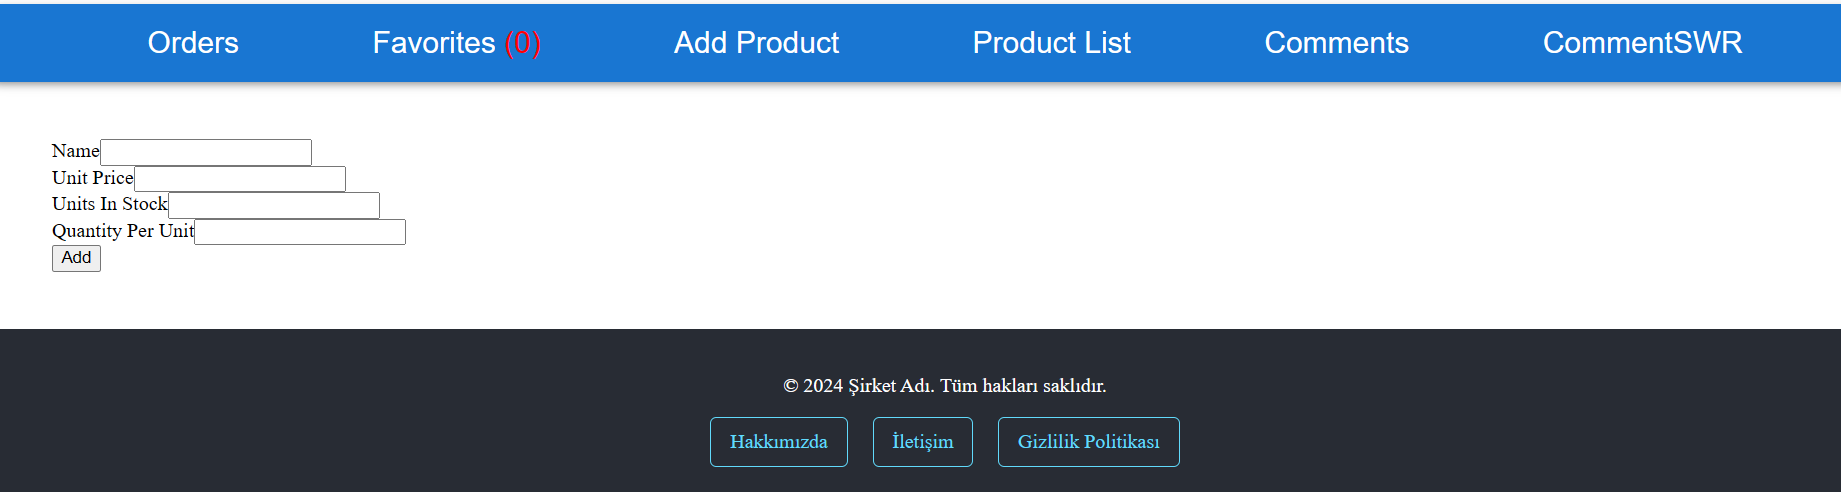 Orders Favorites (0) Add Product Product List Comments CommentSWR
Name
Unit Price
Units In Stock
Quantity Per Unit
Add
© 2024 Şirket Adı. Tüm hakları saklıdır.
Hakkımızda İletişim Gizlilik Politikası